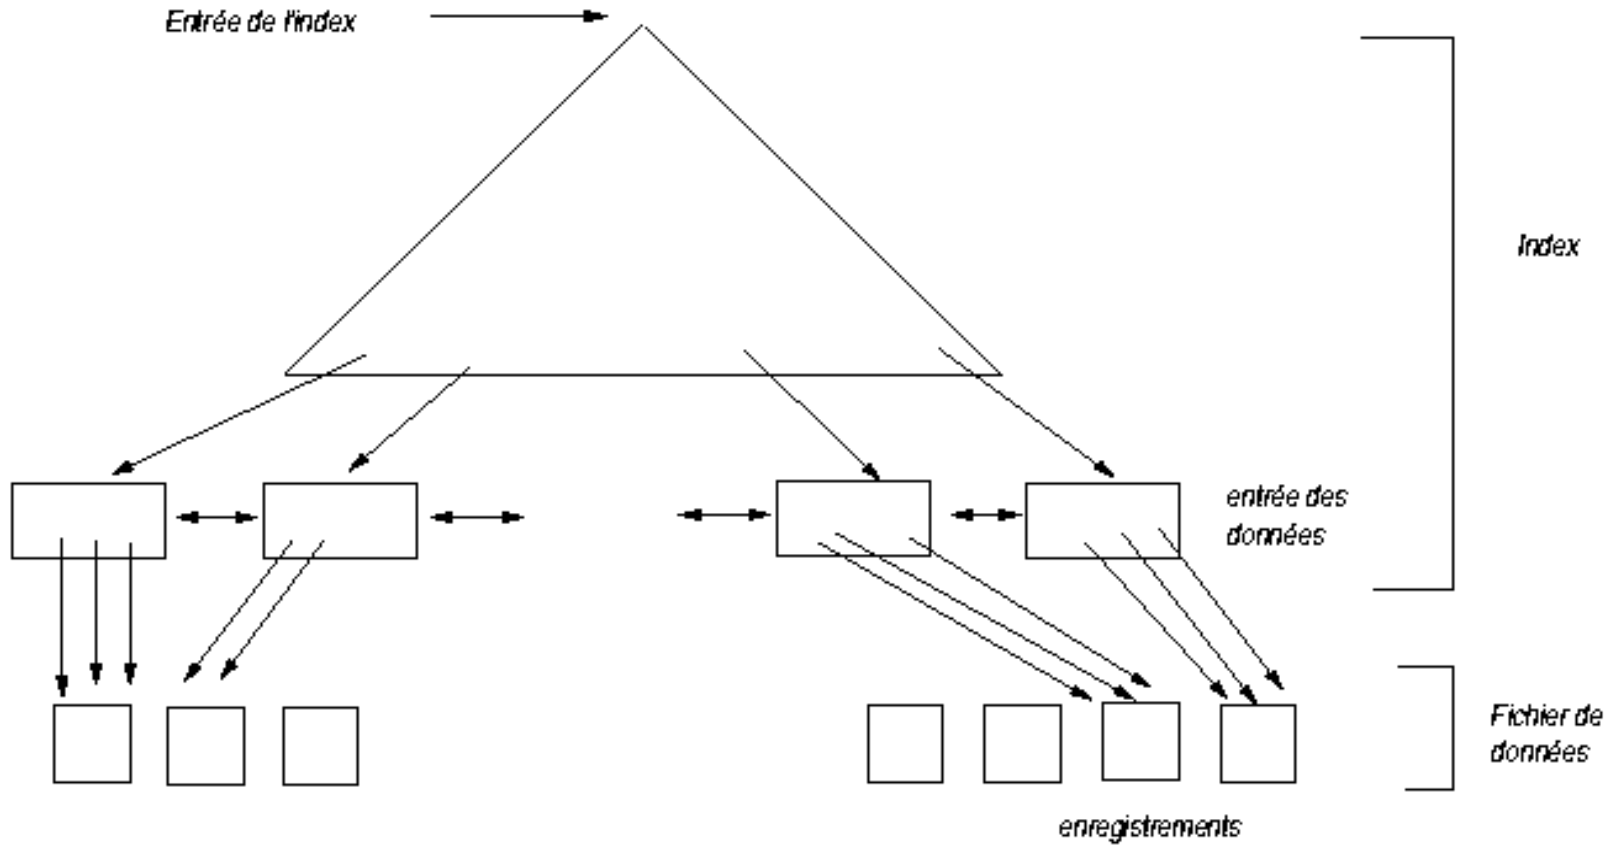 Entrée de l'index
Index
entrée des
données
Fichier de
données
enregistrements